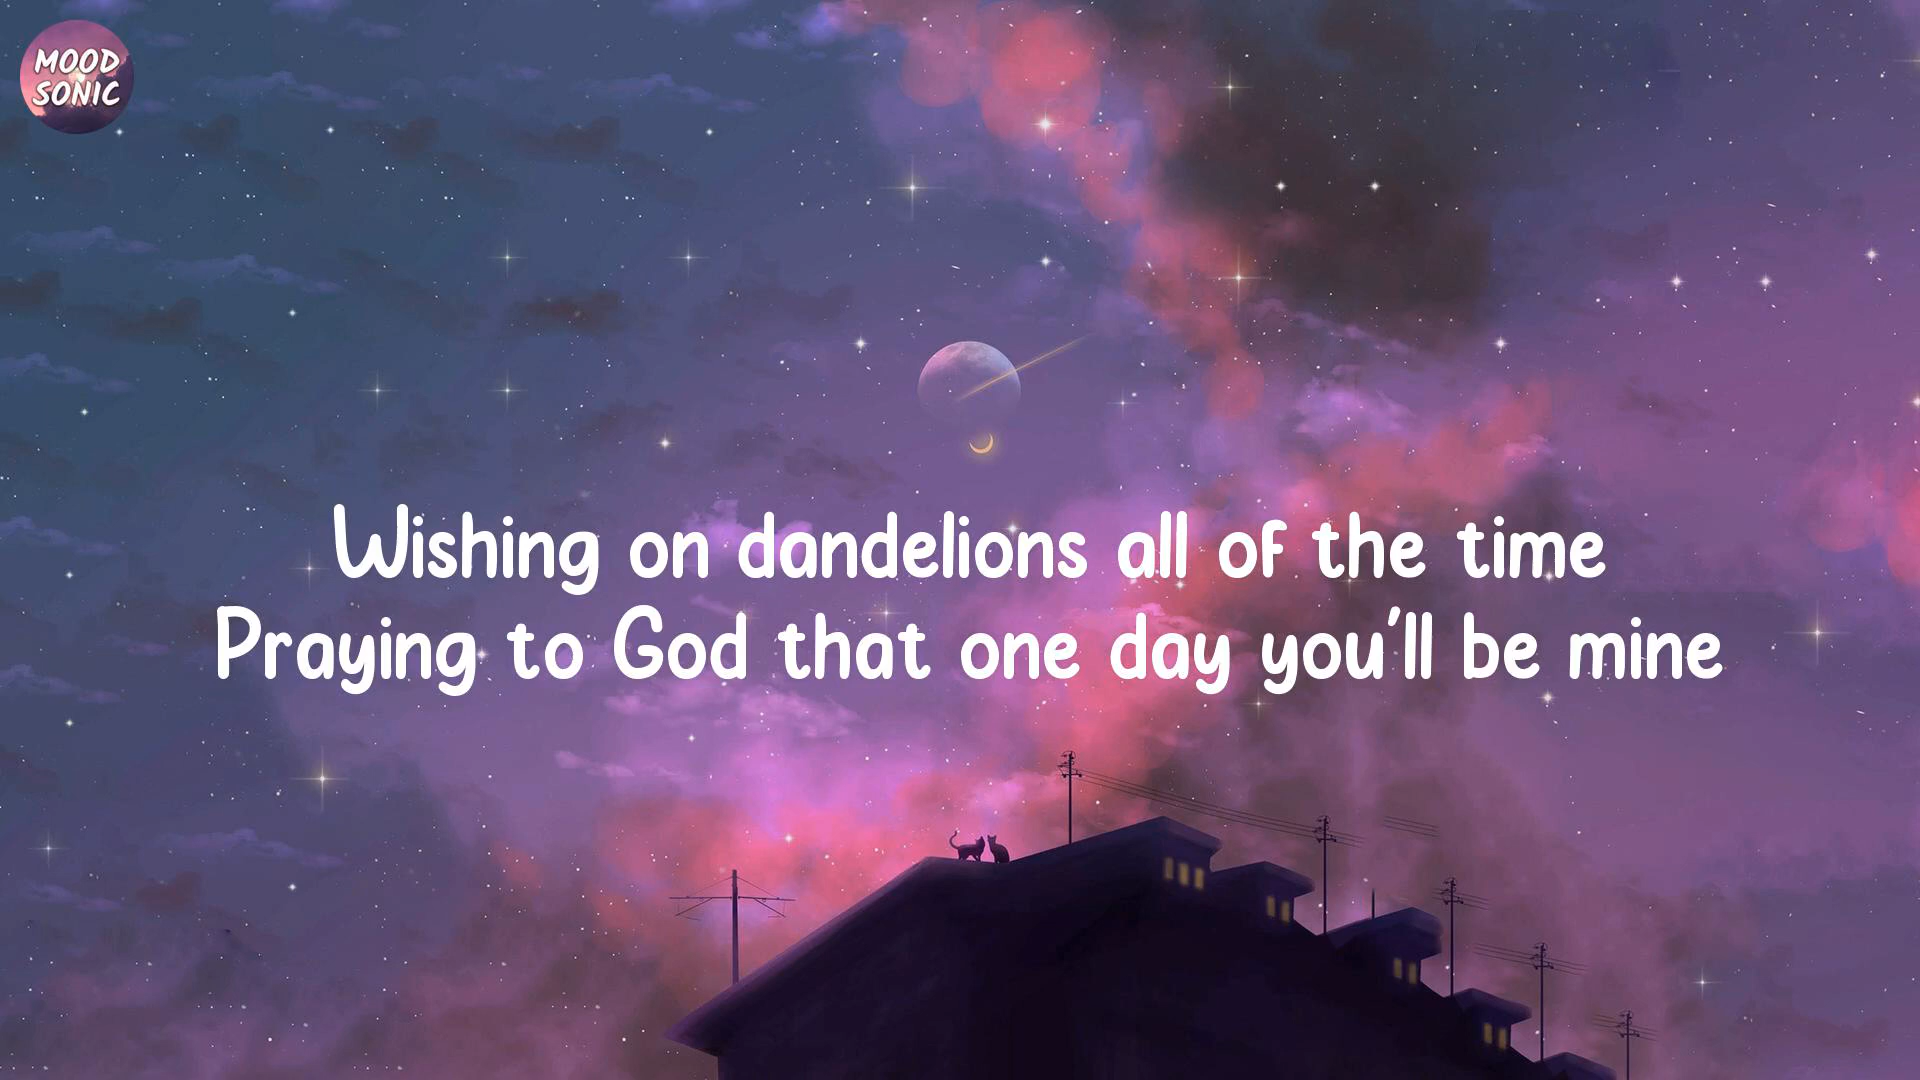 MOOD
SONIC
Wishing on dandelions all of the time
Praying to God that one day you'll be mine